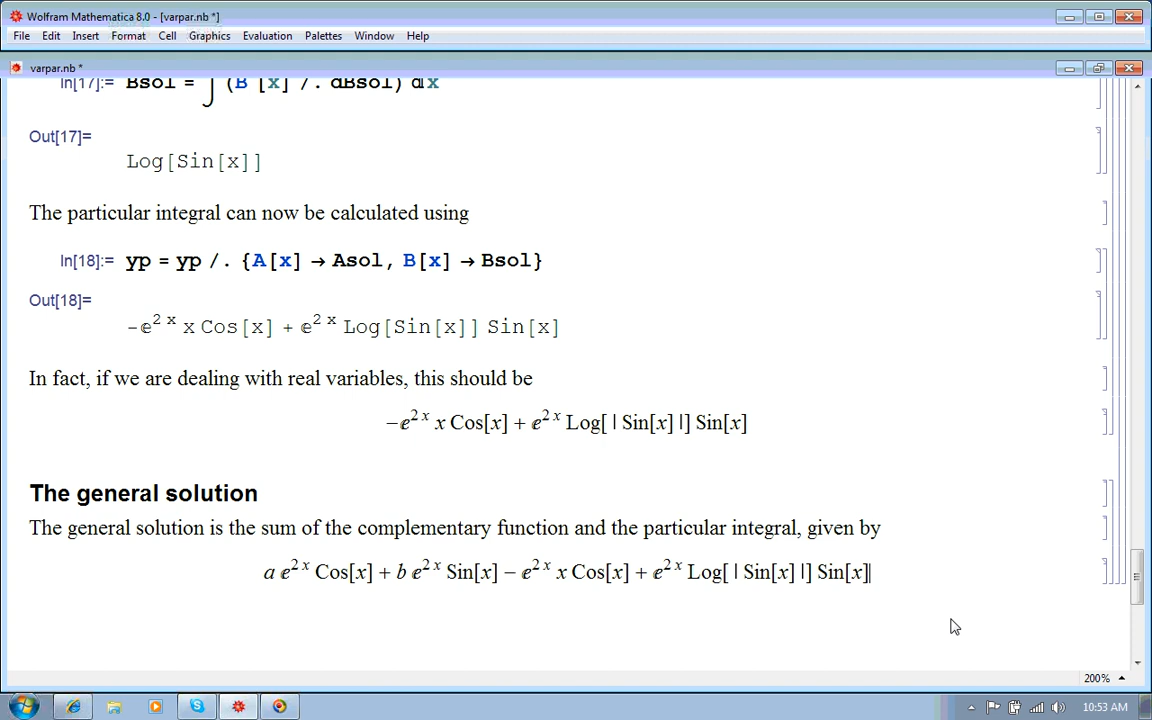 Wolfram Mathematica 8.0 - [varpar.nb *]
File Edit Insert Format Cell Graphics Evaluation Palettes Window Help
varpar.nb *
In[17]:= Bsol = ∫ (B'[x] /. dBsol) ⅆx
Out[17]=
Log[Sin[x]]
The particular integral can now be calculated using
In[18]:= yp = yp /. {A[x] → Asol, B[x] → Bsol}
Out[18]=
-ⅇ^(2 x) x Cos[x] + ⅇ^(2 x) Log[Sin[x]] Sin[x]
In fact, if we are dealing with real variables, this should be
−ⅇ^(2 x) x Cos[x] + ⅇ^(2 x) Log[ | Sin[x] |] Sin[x]
The general solution
The general solution is the sum of the complementary function and the particular integral, given by
a ⅇ^(2 x) Cos[x] + b ⅇ^(2 x) Sin[x] − ⅇ^(2 x) x Cos[x] + ⅇ^(2 x) Log[ | Sin[x] |] Sin[x]
200%
10:53 AM